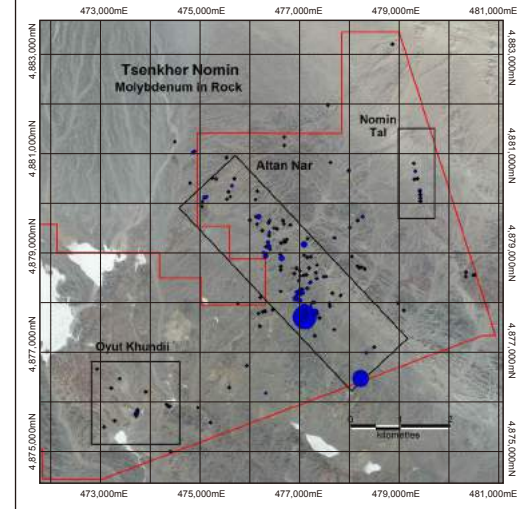 473,000mE 475,000mE 477,000mE 479,000mE 481,000mE
4,883,000mN 4,883,000mN
Tsenkher Nomin
Molybdenum in Rock
Nomin
Tal
4,881,000mN 4,881,000mN
Altan Nar
4,879,000mN 4,879,000mN
4,877,000mN 4,877,000mN
Oyut Khundii
kilometres
4,875,000mN 4,875,000mN
473,000mE 475,000mE 477,000mE 479,000mE 481,000mE